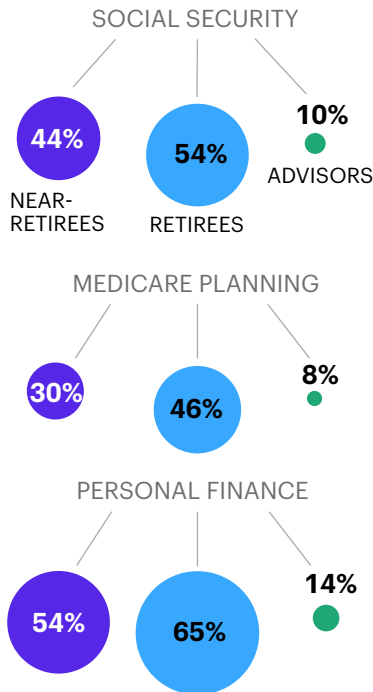 SOCIAL SECURITY
44%
54%
10%
NEAR-
RETIREES
RETIREES
ADVISORS
MEDICARE PLANNING
30%
46%
8%
PERSONAL FINANCE
54%
65%
14%